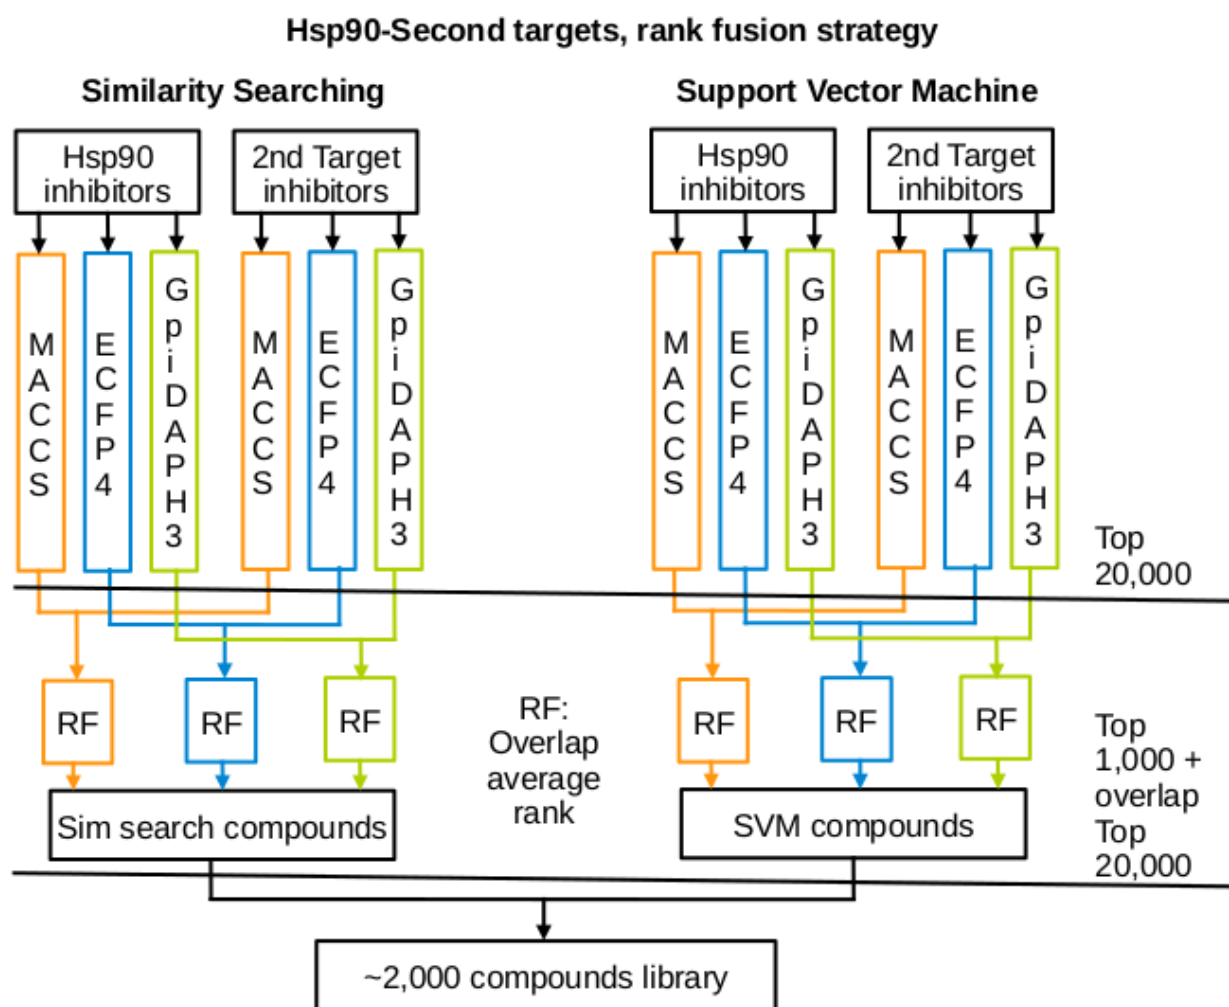 Hsp90-Second targets, rank fusion strategy
Similarity Searching
Support Vector Machine
Hsp90
inhibitors
2nd Target
inhibitors
Hsp90
inhibitors
2nd Target
inhibitors
MACCS
ECFP4
GpiDAPH3
MACCS
ECFP4
GpiDAPH3
MACCS
ECFP4
GpiDAPH3
MACCS
ECFP4
GpiDAPH3
Top
20,000
RF
RF
RF
RF:
Overlap
average
rank
RF
RF
RF
Top
1,000 +
overlap
Top
20,000
Sim search compounds
SVM compounds
~2,000 compounds library